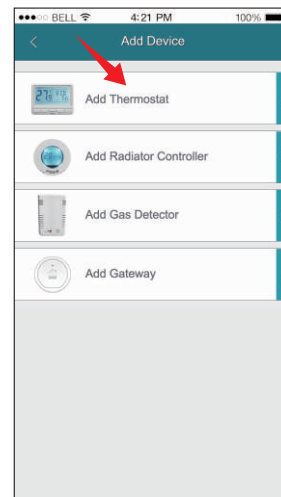 BELL 4:21 PM 100%
Add Device
Add Thermostat
Add Radiator Controller
Add Gas Detector
Add Gateway